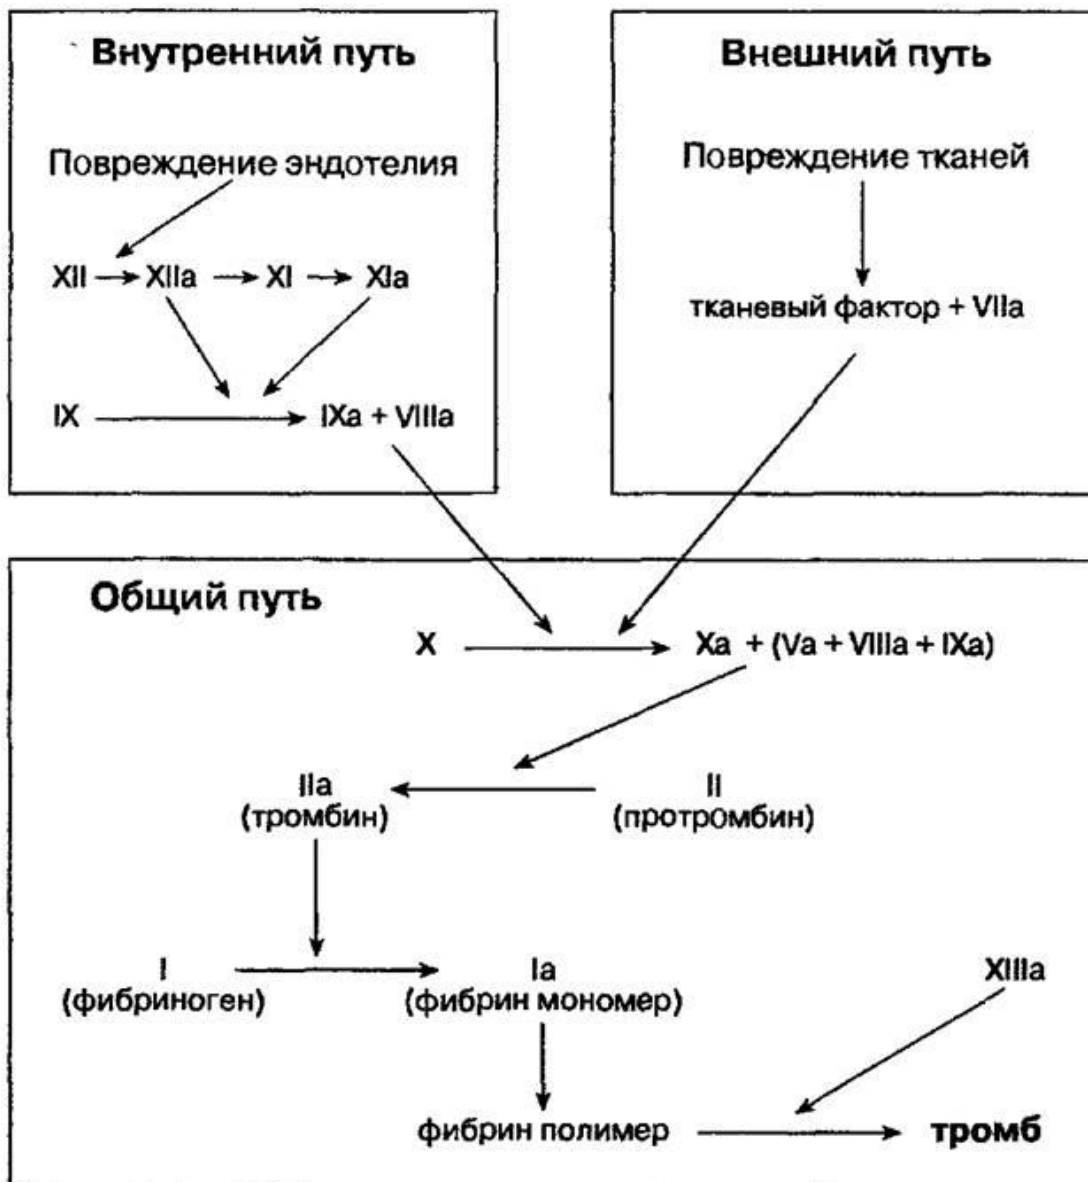 Внутренний путь
Повреждение эндотелия
XII XIIa XI XIa
IX IXa + VIIIa
Внешний путь
Повреждение тканей
тканевый фактор + VIIa
Общий путь
X Xa + (Va + VIIIa + IXa)
IIa II
(тромбин) (протромбин)
I Ia XIIIa
(фибриноген) (фибрин мономер)
фибрин полимер тромб